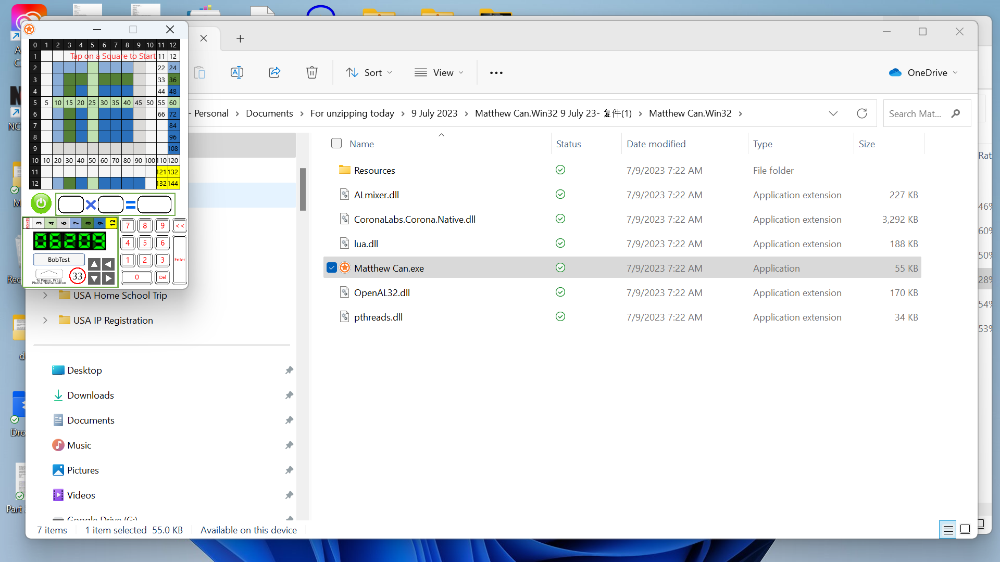 0 1 2 3 4 5 6 7 8 9 10 11 12
1 Tap on a Square to Start 11 12
2 22 24
3 33 36
4 44 48
5 5 10 15 20 25 30 35 40 45 50 55 60
6 66 72
7 84
8 96
9 108
10 10 20 30 40 50 60 70 80 90 100 110 120
11 121 132
12 132 144
× =
POINTS 3 4 6 7 8 9 12
06209
BobTest
To Pause, Press
Phone Home button
33
7 8 9 <<
4 5 6
1 2 3 Enter
0 Del
Sort
View
OneDrive
- Personal
Documents
For unzipping today
9 July 2023
Matthew Can.Win32 9 July 23- 复件(1)
Matthew Can.Win32
Search Mat...
Name Status Date modified Type Size
Resources 7/9/2023 7:22 AM File folder
ALmixer.dll 7/9/2023 7:22 AM Application extension 227 KB
CoronaLabs.Corona.Native.dll 7/9/2023 7:22 AM Application extension 3,292 KB
lua.dll 7/9/2023 7:22 AM Application extension 188 KB
Matthew Can.exe 7/9/2023 7:22 AM Application 55 KB
OpenAL32.dll 7/9/2023 7:22 AM Application extension 170 KB
pthreads.dll 7/9/2023 7:22 AM Application extension 34 KB
USA Home School Trip
USA IP Registration
Desktop
Downloads
Documents
Music
Pictures
Videos
Google Drive (G:)
7 items 1 item selected 55.0 KB Available on this device
Rat
46%
60%
50%
28%
54%
53%
A
C
NC
M
Rec
d
Dro
Part